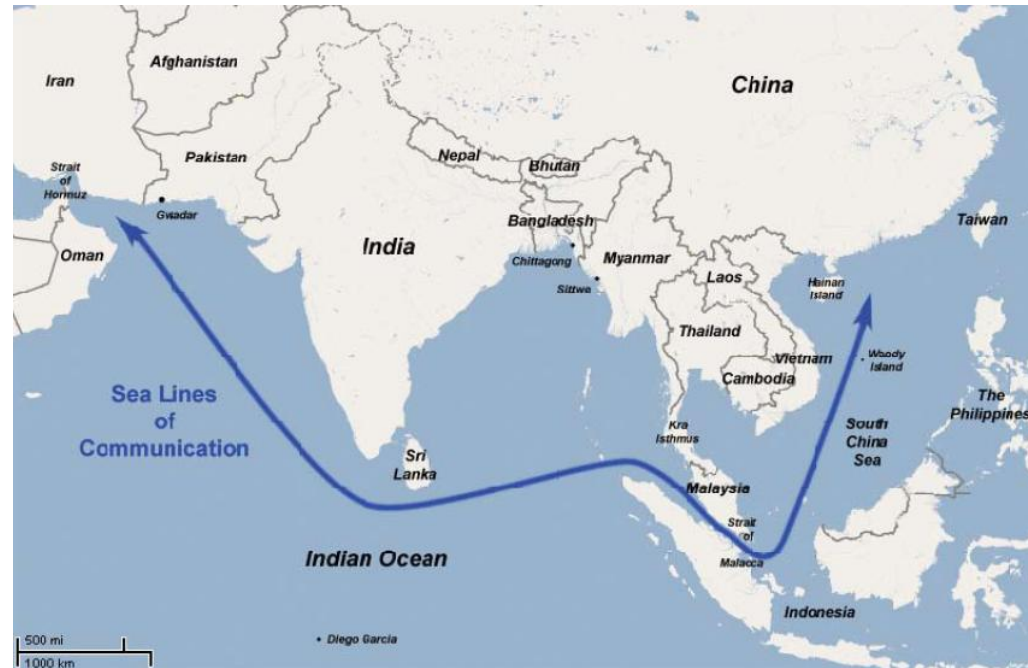 Afghanistan
Iran
China
Pakistan
Nepal
Bhutan
Strait
of
Hormuz
Gwadar
Bangladesh
Taiwan
Oman
India
Chittagong
Myanmar
Laos
Hainan
Island
Sittwe
Thailand
Vietnam
Woody
Island
Cambodia
Sea Lines
of
Communication
The
Philippines
Kra
Isthmus
South
China
Sea
Sri
Lanka
Malaysia
Strait
of
Malacca
Indian Ocean
Indonesia
Diego Garcia
500 mi
1000 km